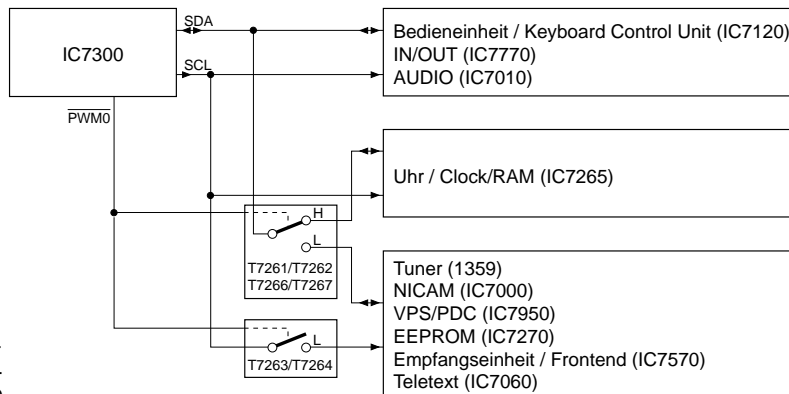 SDA
IC7300
SCL
PWM0
Bedieneinheit / Keyboard Control Unit (IC7120)
IN/OUT (IC7770)
AUDIO (IC7010)
Uhr / Clock/RAM (IC7265)
H
L
T7261/T7262
T7266/T7267
L
T7263/T7264
Tuner (1359)
NICAM (IC7000)
VPS/PDC (IC7950)
EEPROM (IC7270)
Empfangseinheit / Frontend (IC7570)
Teletext (IC7060)